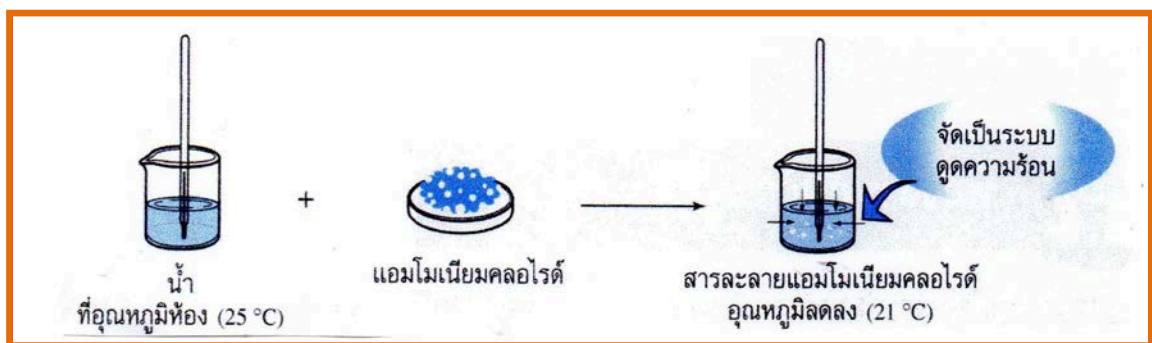 น้ำ
ที่อุณหภูมิห้อง (25 °C)
+
แอมโมเนียมคลอไรด์
สารละลายแอมโมเนียมคลอไรด์
อุณหภูมิลดลง (21 °C)
จัดเป็นระบบ
ดูดความร้อน